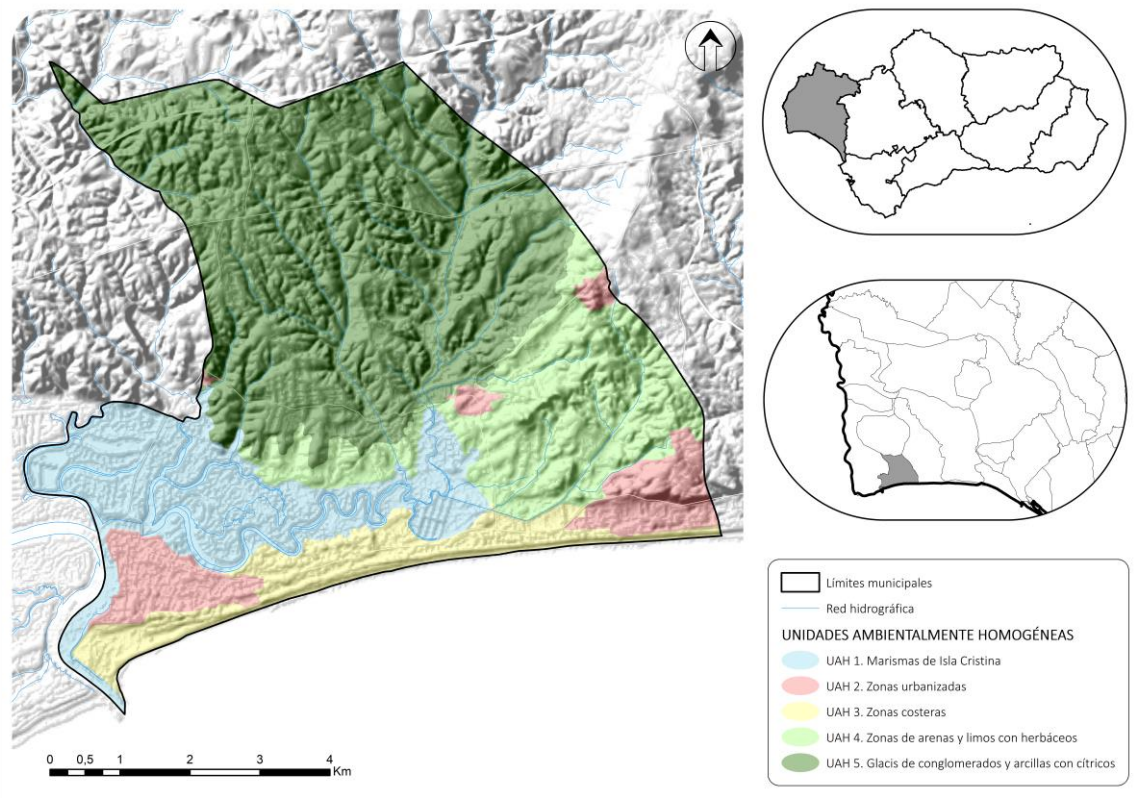 0 0,5 1 2 3 4
Km
Límites municipales
Red hidrográfica
UNIDADES AMBIENTALMENTE HOMOGÉNEAS
UAH 1. Marismas de Isla Cristina
UAH 2. Zonas urbanizadas
UAH 3. Zonas costeras
UAH 4. Zonas de arenas y limos con herbáceos
UAH 5. Glacis de conglomerados y arcillas con cítricos